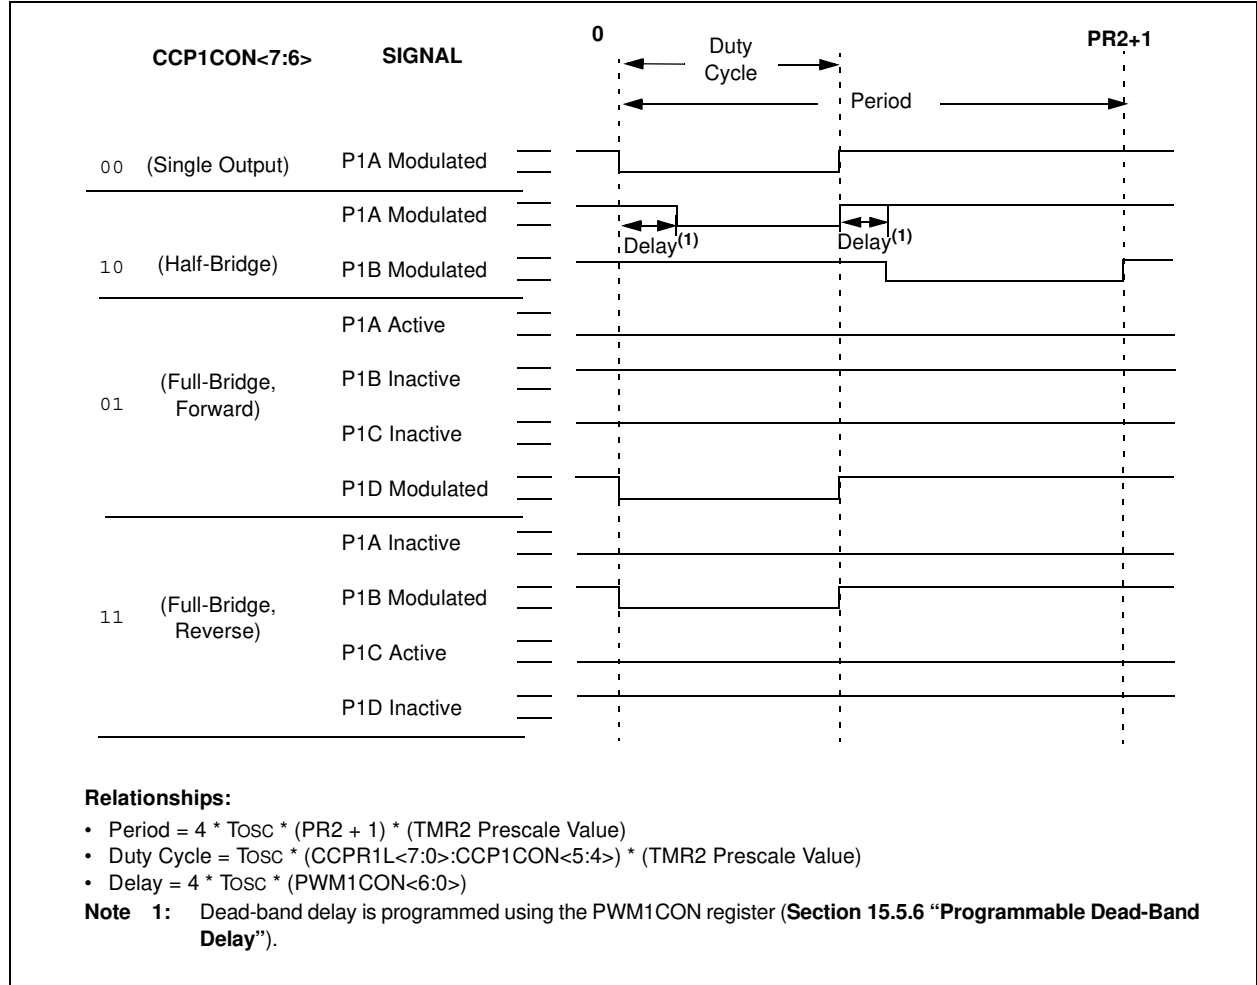 0
PR2+1
CCP1CON<7:6>
SIGNAL
Duty
Cycle
Period
00 (Single Output) P1A Modulated
P1A Modulated
Delay(1) Delay(1)
10 (Half-Bridge) P1B Modulated
P1A Active
P1B Inactive
01 (Full-Bridge,
Forward)
P1C Inactive
P1D Modulated
P1A Inactive
P1B Modulated
11 (Full-Bridge,
Reverse)
P1C Active
P1D Inactive
Relationships:
• Period = 4 * TOSC * (PR2 + 1) * (TMR2 Prescale Value)
• Duty Cycle = TOSC * (CCPR1L<7:0>:CCP1CON<5:4>) * (TMR2 Prescale Value)
• Delay = 4 * TOSC * (PWM1CON<6:0>)
Note 1: Dead-band delay is programmed using the PWM1CON register (Section 15.5.6 “Programmable Dead-Band
Delay”).